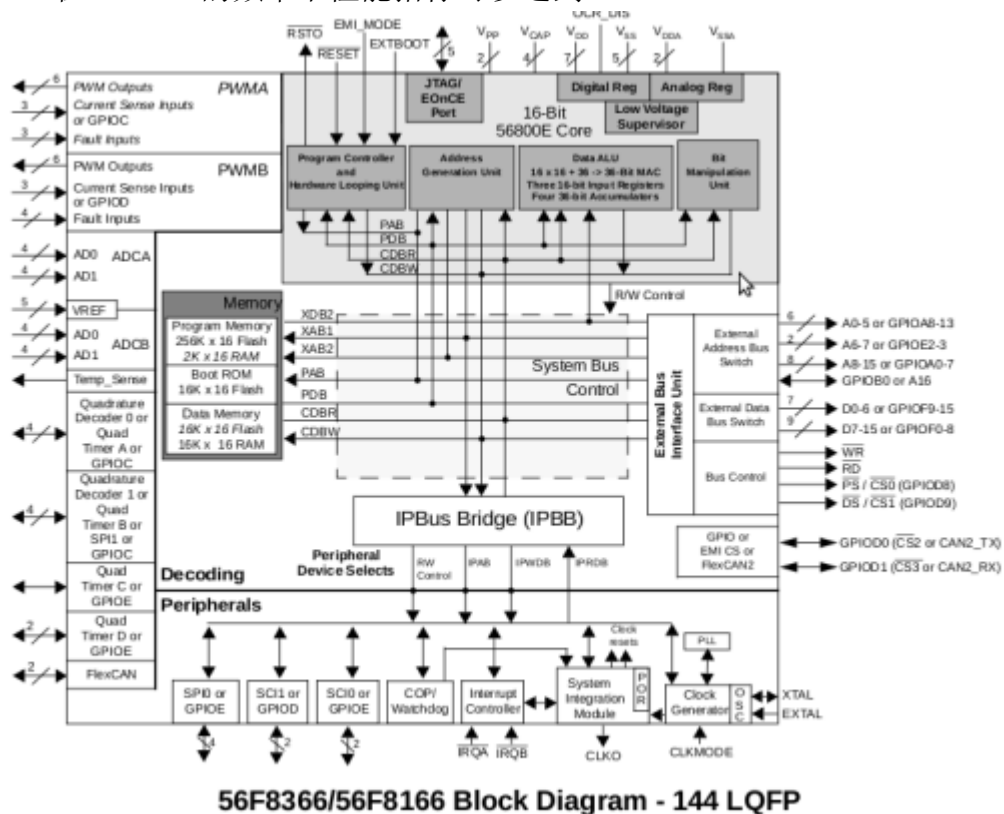 OCR_DIS
RSTO
EMI_MODE
RESET
EXTBOOT
5
VPP
2
VCAP
4
VDD
7
VSS
5
VDDA
2
VSSA
6
PWM Outputs
PWMA
3
Current Sense Inputs
or GPIOC
3
Fault Inputs
6
PWM Outputs
PWMB
3
Current Sense Inputs
or GPIOD
4
Fault Inputs
4
AD0
ADCA
4
AD1
5
VREF
4
AD0
ADCB
4
AD1
Temp_Sense
Quadrature
Decoder 0 or
4
Quad
Timer A or
GPIOC
Quadrature
Decoder 1 or
4
Quad
Timer B or
SPI1 or
GPIOC
Quad
Timer C or
GPIOE
Quad
2
Timer D or
GPIOE
2
FlexCAN
JTAG/
EOnCE
Port
Digital Reg
Analog Reg
16-Bit
56800E Core
Low Voltage
Supervisor
Program Controller
and
Hardware Looping Unit
Address
Generation Unit
Data ALU
16 x 16 + 36 -> 36-Bit MAC
Three 16-bit Input Registers
Four 36-bit Accumulators
Bit
Manipulation
Unit
PAB
PDB
CDBR
CDBW
R/W Control
Memory
Program Memory
256K x 16 Flash
2K x 16 RAM
Boot ROM
16K x 16 Flash
Data Memory
16K x 16 Flash
16K x 16 RAM
XDB2
XAB1
XAB2
PAB
PDB
CDBR
CDBW
System Bus
Control
External Bus
Interface Unit
External
Address Bus
Switch
External Data
Bus Switch
Bus Control
6
A0-5 or GPIOA8-13
2
A6-7 or GPIOE2-3
8
A8-15 or GPIOA0-7
GPIOB0 or A16
7
D0-6 or GPIOF9-15
9
D7-15 or GPIOF0-8
WR
RD
PS / CS0 (GPIOD8)
DS / CS1 (GPIOD9)
GPIO or
EMI CS or
FlexCAN2
GPIOD0 (CS2 or CAN2_TX)
GPIOD1 (CS3 or CAN2_RX)
IPBus Bridge (IPBB)
Peripheral
Device Selects
RW
Control
IPAB
IPWDB
IPRDB
Decoding
Peripherals
Clock
resets
PLL
SPI0 or
GPIOE
SCI1 or
GPIOD
SCI0 or
GPIOE
COP/
Watchdog
Interrupt
Controller
System
Integration
Module
POR
Clock
Generator
OSC
XTAL
EXTAL
4
2
2
IRQA
IRQB
CLKO
CLKMODE
56F8366/56F8166 Block Diagram - 144 LQFP